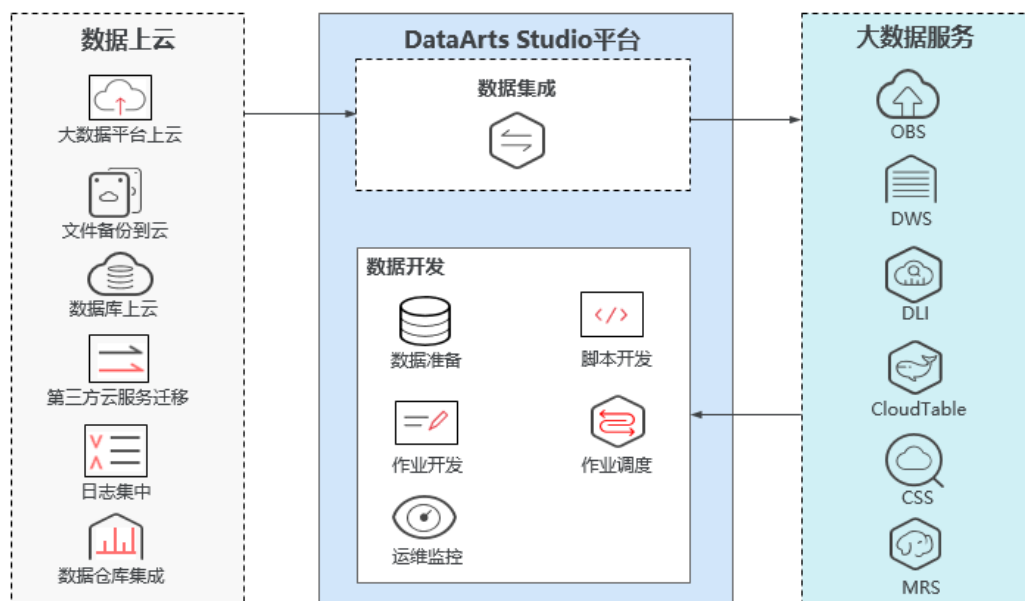 数据上云
大数据平台上云
文件备份到云
数据库上云
第三方云服务迁移
日志集中
数据仓库集成
DataArts Studio平台
数据集成
数据开发
数据准备
脚本开发
作业开发
作业调度
运维监控
大数据服务
OBS
DWS
DLI
CloudTable
CSS
MRS